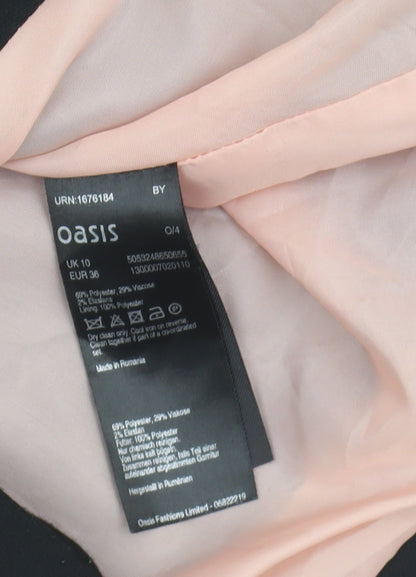 URN:1676184 BY
oasis O/4
UK 10 5053248650655
EUR 36 1300007020110
69% Polyester, 29% Viscose
2% Elastane
Lining: 100% Polyester
Dry clean only. Cool iron on reverse.
Clean together if part of a co-ordinated
set.
Made in Romania
69% Polyester, 29% Viskose
2% Elastan
Futter: 100% Polyester
Nur chemisch reinigen.
Von links kalt bügeln.
Zusammen reinigen, falls Teil einer
aufeinander abgestimmten Garnitur
Hergestellt in Rumänien
Oasis Fashions Limited - 06822219